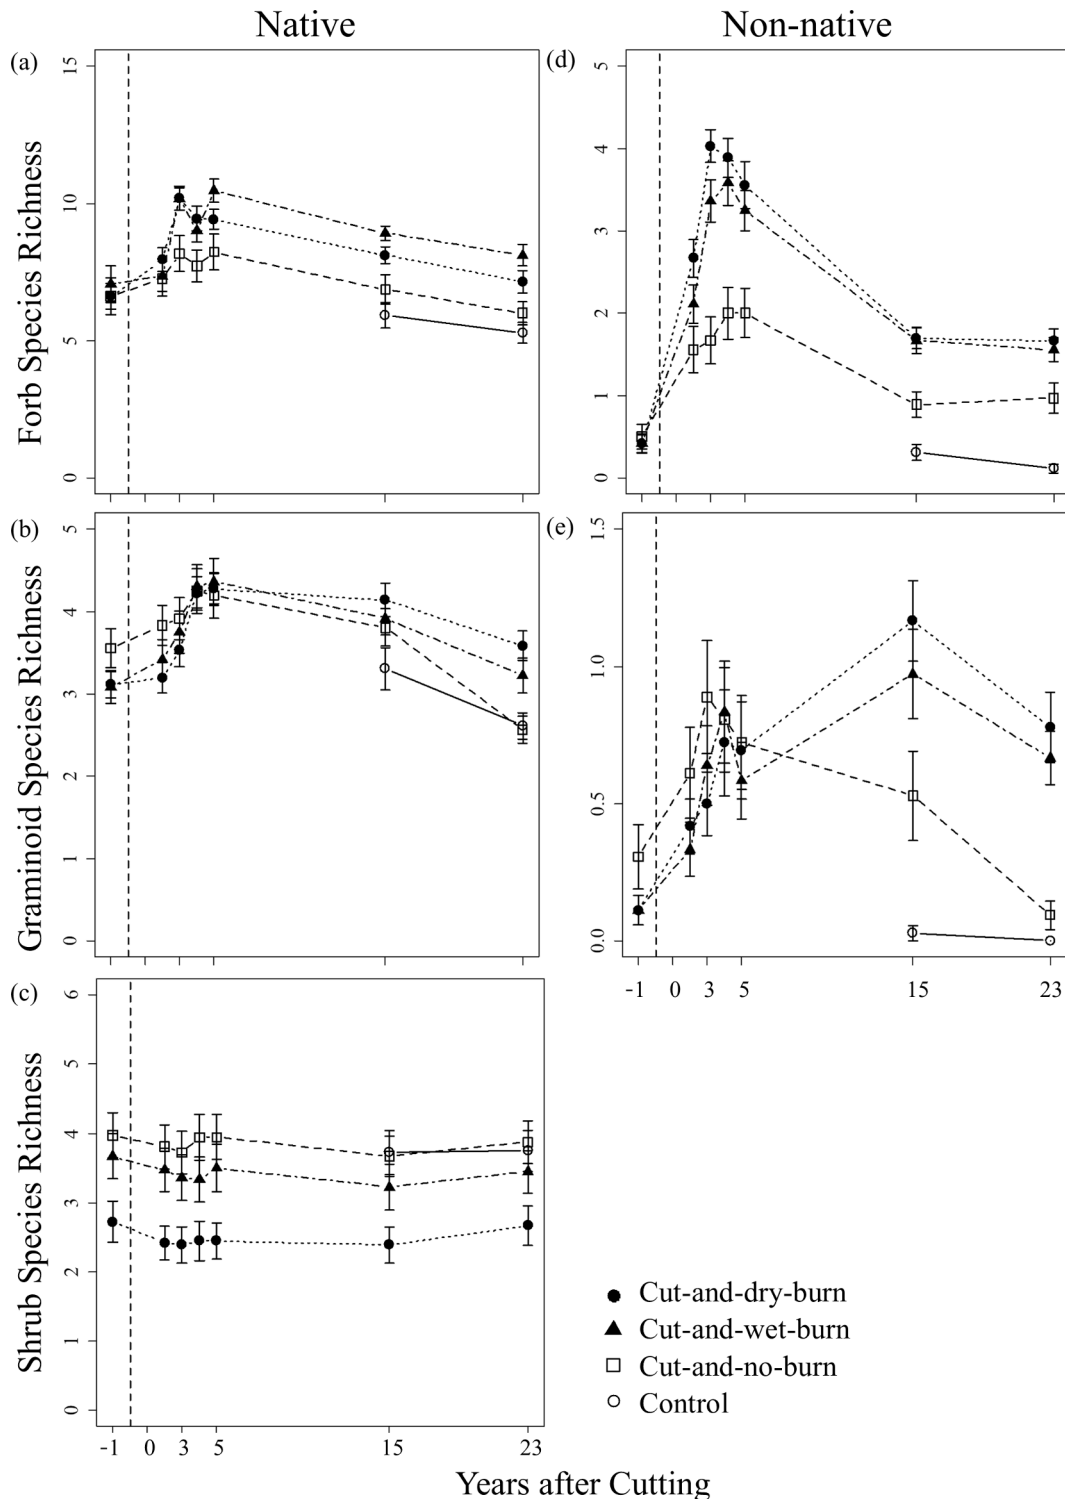 Native
Non-native
(a)
Forb Species Richness
15
10
5
0
(d)
5
4
3
2
1
0
(b)
Graminoid Species Richness
5
4
3
2
1
0
(e)
1.5
1.0
0.5
0.0
-1 0 3 5 15 23
(c)
Shrub Species Richness
6
5
4
3
2
1
0
-1 0 3 5 15 23
Cut-and-dry-burn
Cut-and-wet-burn
Cut-and-no-burn
Control
Years after Cutting